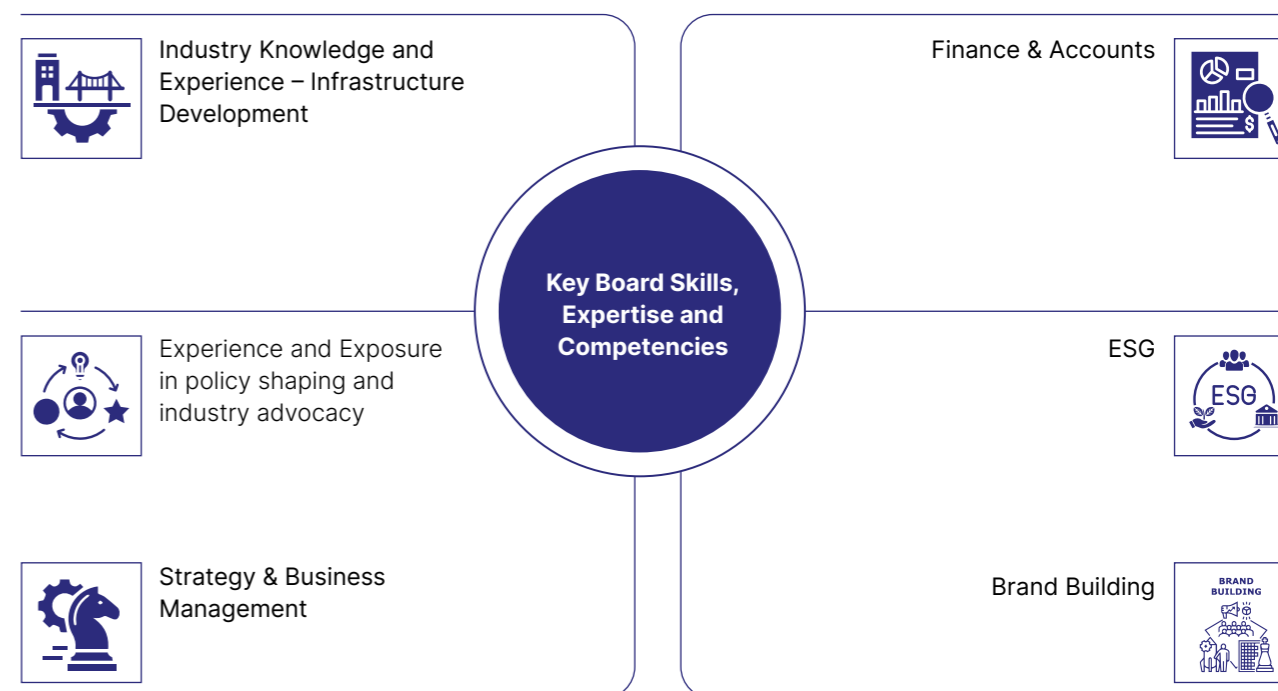 Industry Knowledge and
Experience – Infrastructure
Development
Finance & Accounts
$
Key Board Skills,
Expertise and
Competencies
Experience and Exposure
in policy shaping and
industry advocacy
ESG
ESG
Strategy & Business
Management
Brand Building
BRAND
BUILDING